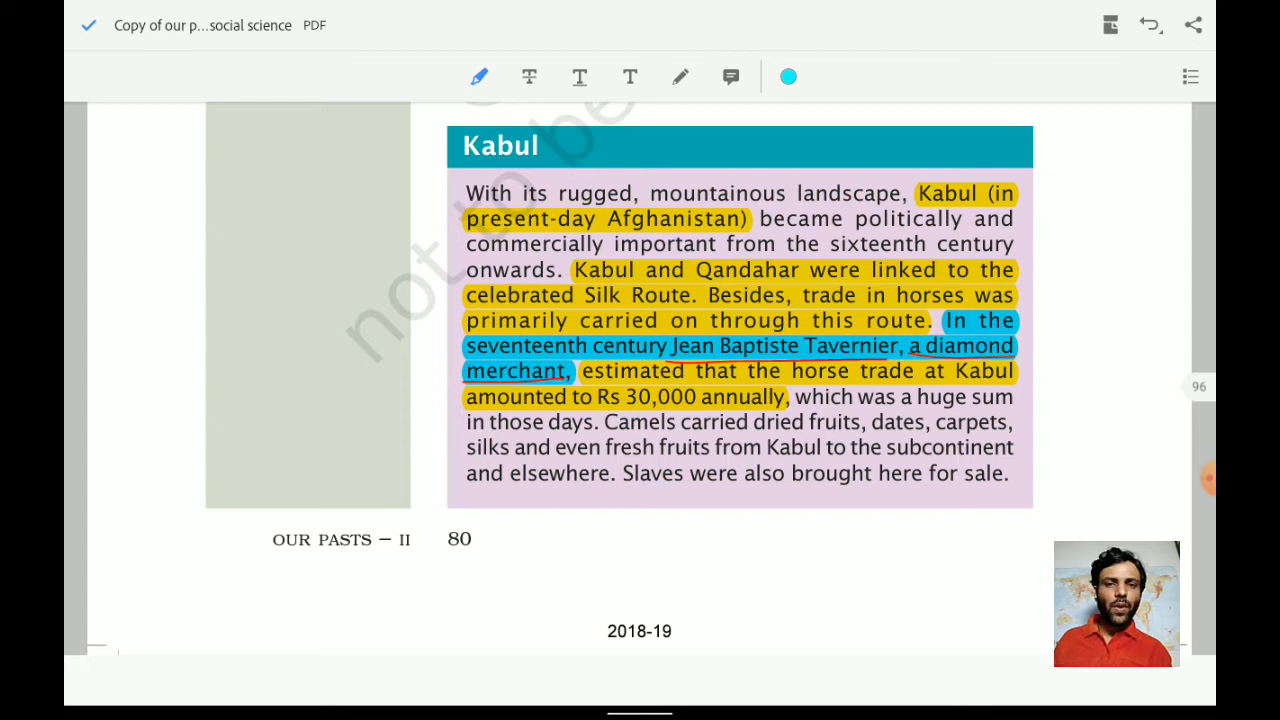 Copy of our p...social science PDF
Kabul
With its rugged, mountainous landscape, Kabul (in
present-day Afghanistan) became politically and
commercially important from the sixteenth century
onwards. Kabul and Qandahar were linked to the
celebrated Silk Route. Besides, trade in horses was
primarily carried on through this route. In the
seventeenth century Jean Baptiste Tavernier, a diamond
merchant, estimated that the horse trade at Kabul
amounted to Rs 30,000 annually, which was a huge sum
in those days. Camels carried dried fruits, dates, carpets,
silks and even fresh fruits from Kabul to the subcontinent
and elsewhere. Slaves were also brought here for sale.
not to be
96
OUR PASTS – II 80
2018-19